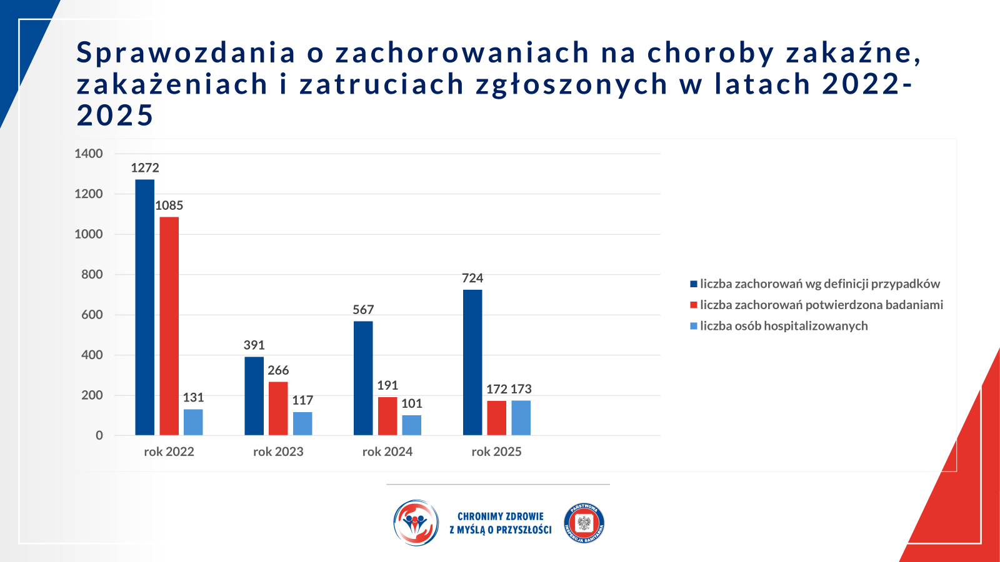 Sprawozdania o zachorowaniach na choroby zakaźne,
zakażeniach i zatruciach zgłoszonych w latach 2022-
2025
1400
1200
1000
800
600
400
200
0
1272
1085
131
391
266
117
567
191
101
724
172
173
rok 2022
rok 2023
rok 2024
rok 2025
liczba zachorowań wg definicji przypadków
liczba zachorowań potwierdzona badaniami
liczba osób hospitalizowanych
CHRONIMY ZDROWIE
Z MYŚLĄ O PRZYSZŁOŚCI
PAŃSTWOWA
INSPEKCJA SANITARNA